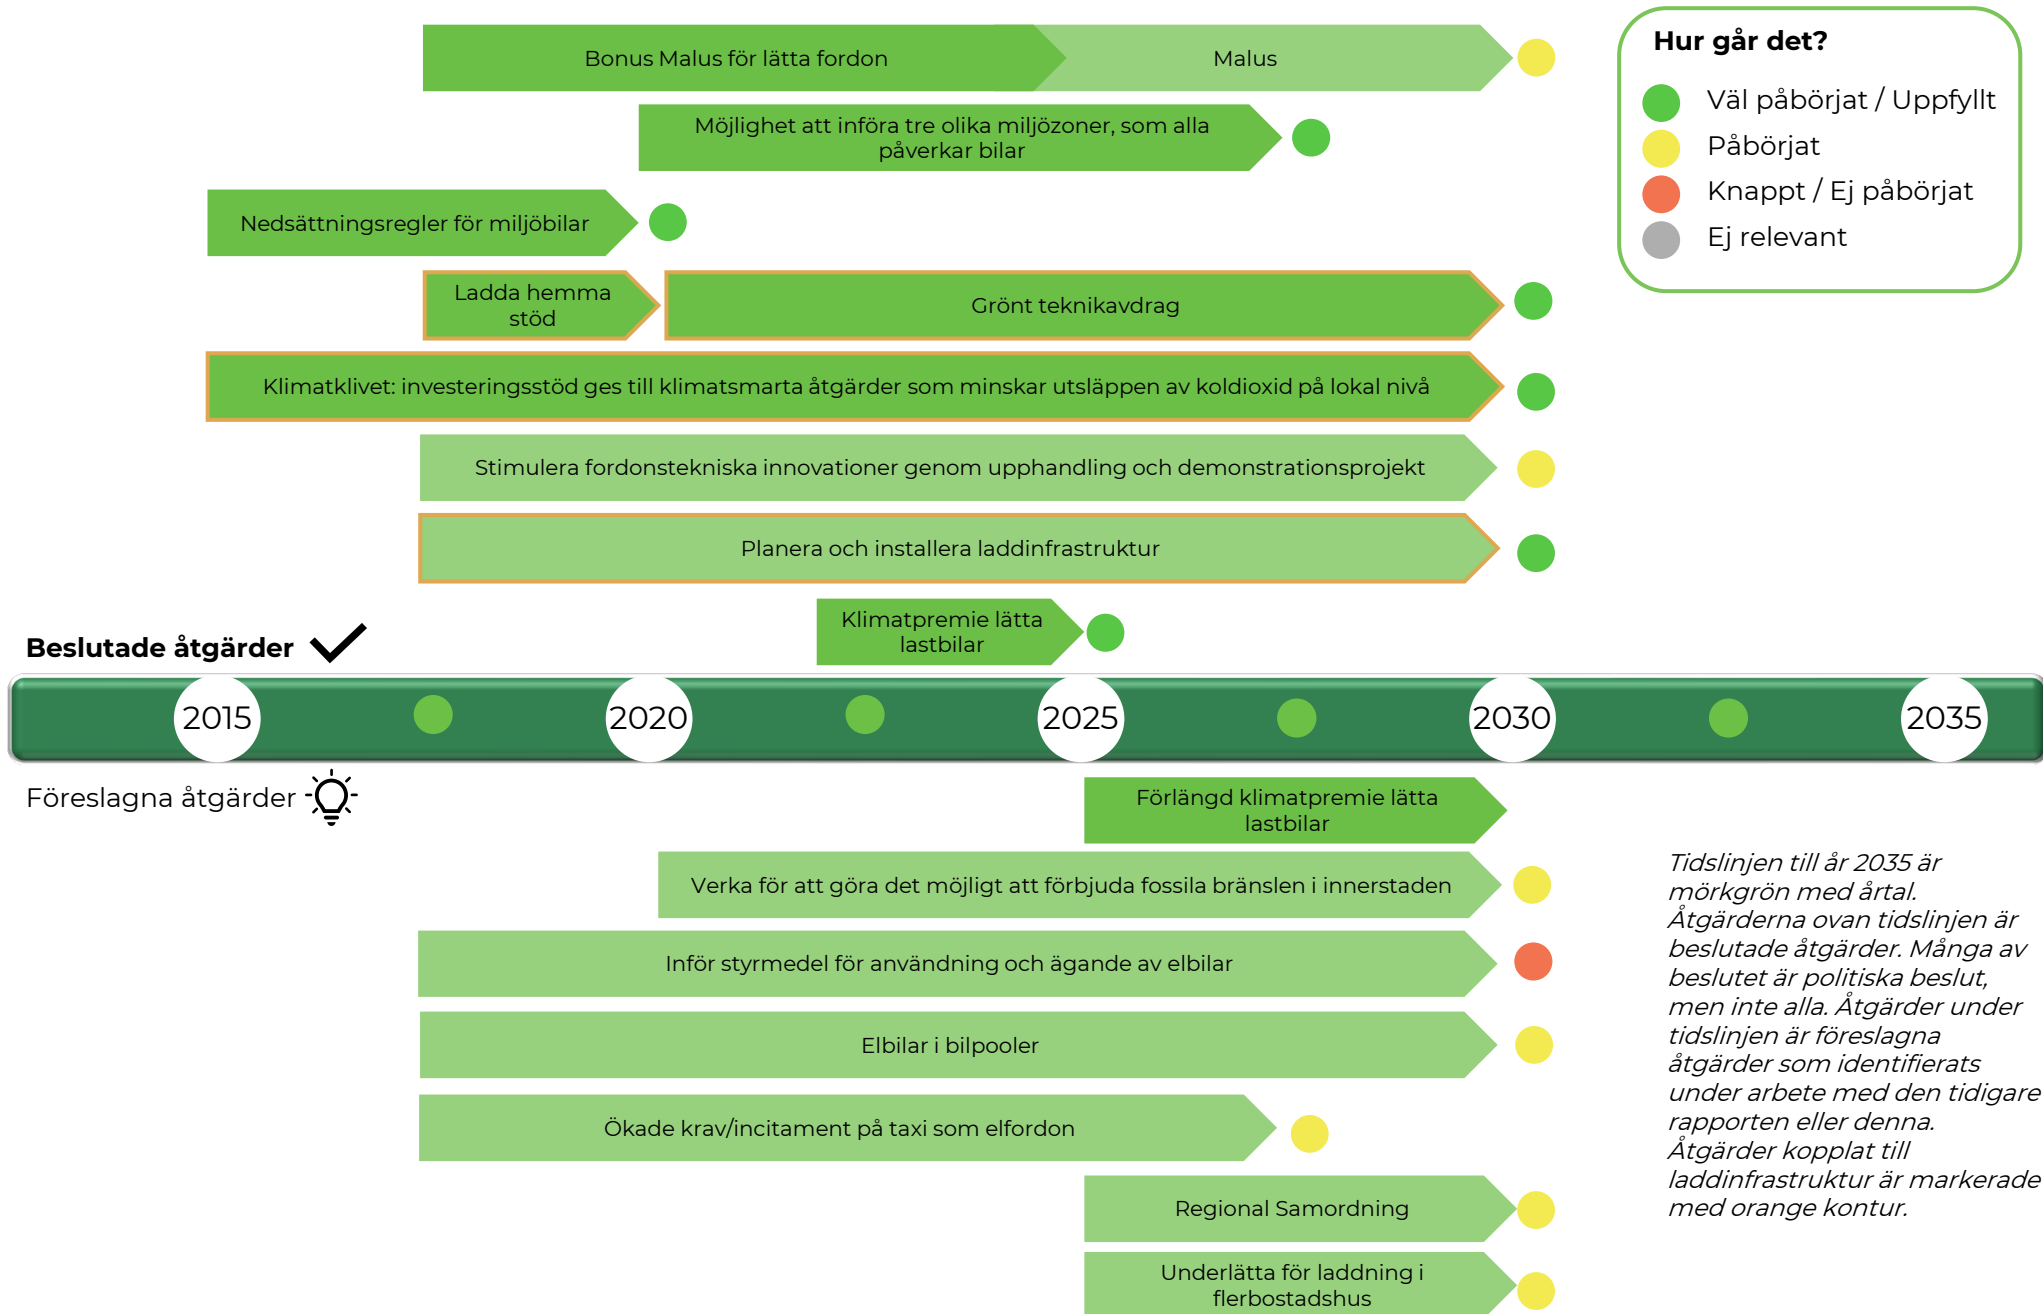 Hur går det?
Väl påbörjat / Uppfyllt
Påbörjat
Knappt / Ej påbörjat
Ej relevant
Bonus Malus för lätta fordon
Malus
Möjlighet att införa tre olika miljözoner, som alla
påverkar bilar
Nedsättningsregler för miljöbilar
Ladda hemma
stöd
Grönt teknikavdrag
Klimatklivet: investeringsstöd ges till klimatsmarta åtgärder som minskar utsläppen av koldioxid på lokal nivå
Stimulera fordonstekniska innovationer genom upphandling och demonstrationsprojekt
Planera och installera laddinfrastruktur
Klimatpremie lätta
lastbilar
Beslutade åtgärder
2015
2020
2025
2030
2035
Föreslagna åtgärder
Förlängd klimatpremie lätta
lastbilar
Verka för att göra det möjligt att förbjuda fossila bränslen i innerstaden
Inför styrmedel för användning och ägande av elbilar
Elbilar i bilpooler
Ökade krav/incitament på taxi som elfordon
Regional Samordning
Underlätta för laddning i
flerbostadshus
Tidslinjen till år 2035 är
mörkgrön med årtal.
Åtgärderna ovan tidslinjen är
beslutade åtgärder. Många av
beslutet är politiska beslut,
men inte alla. Åtgärder under
tidslinjen är föreslagna
åtgärder som identifierats
under arbete med den tidigare
rapporten eller denna.
Åtgärder kopplat till
laddinfrastruktur är markerade
med orange kontur.